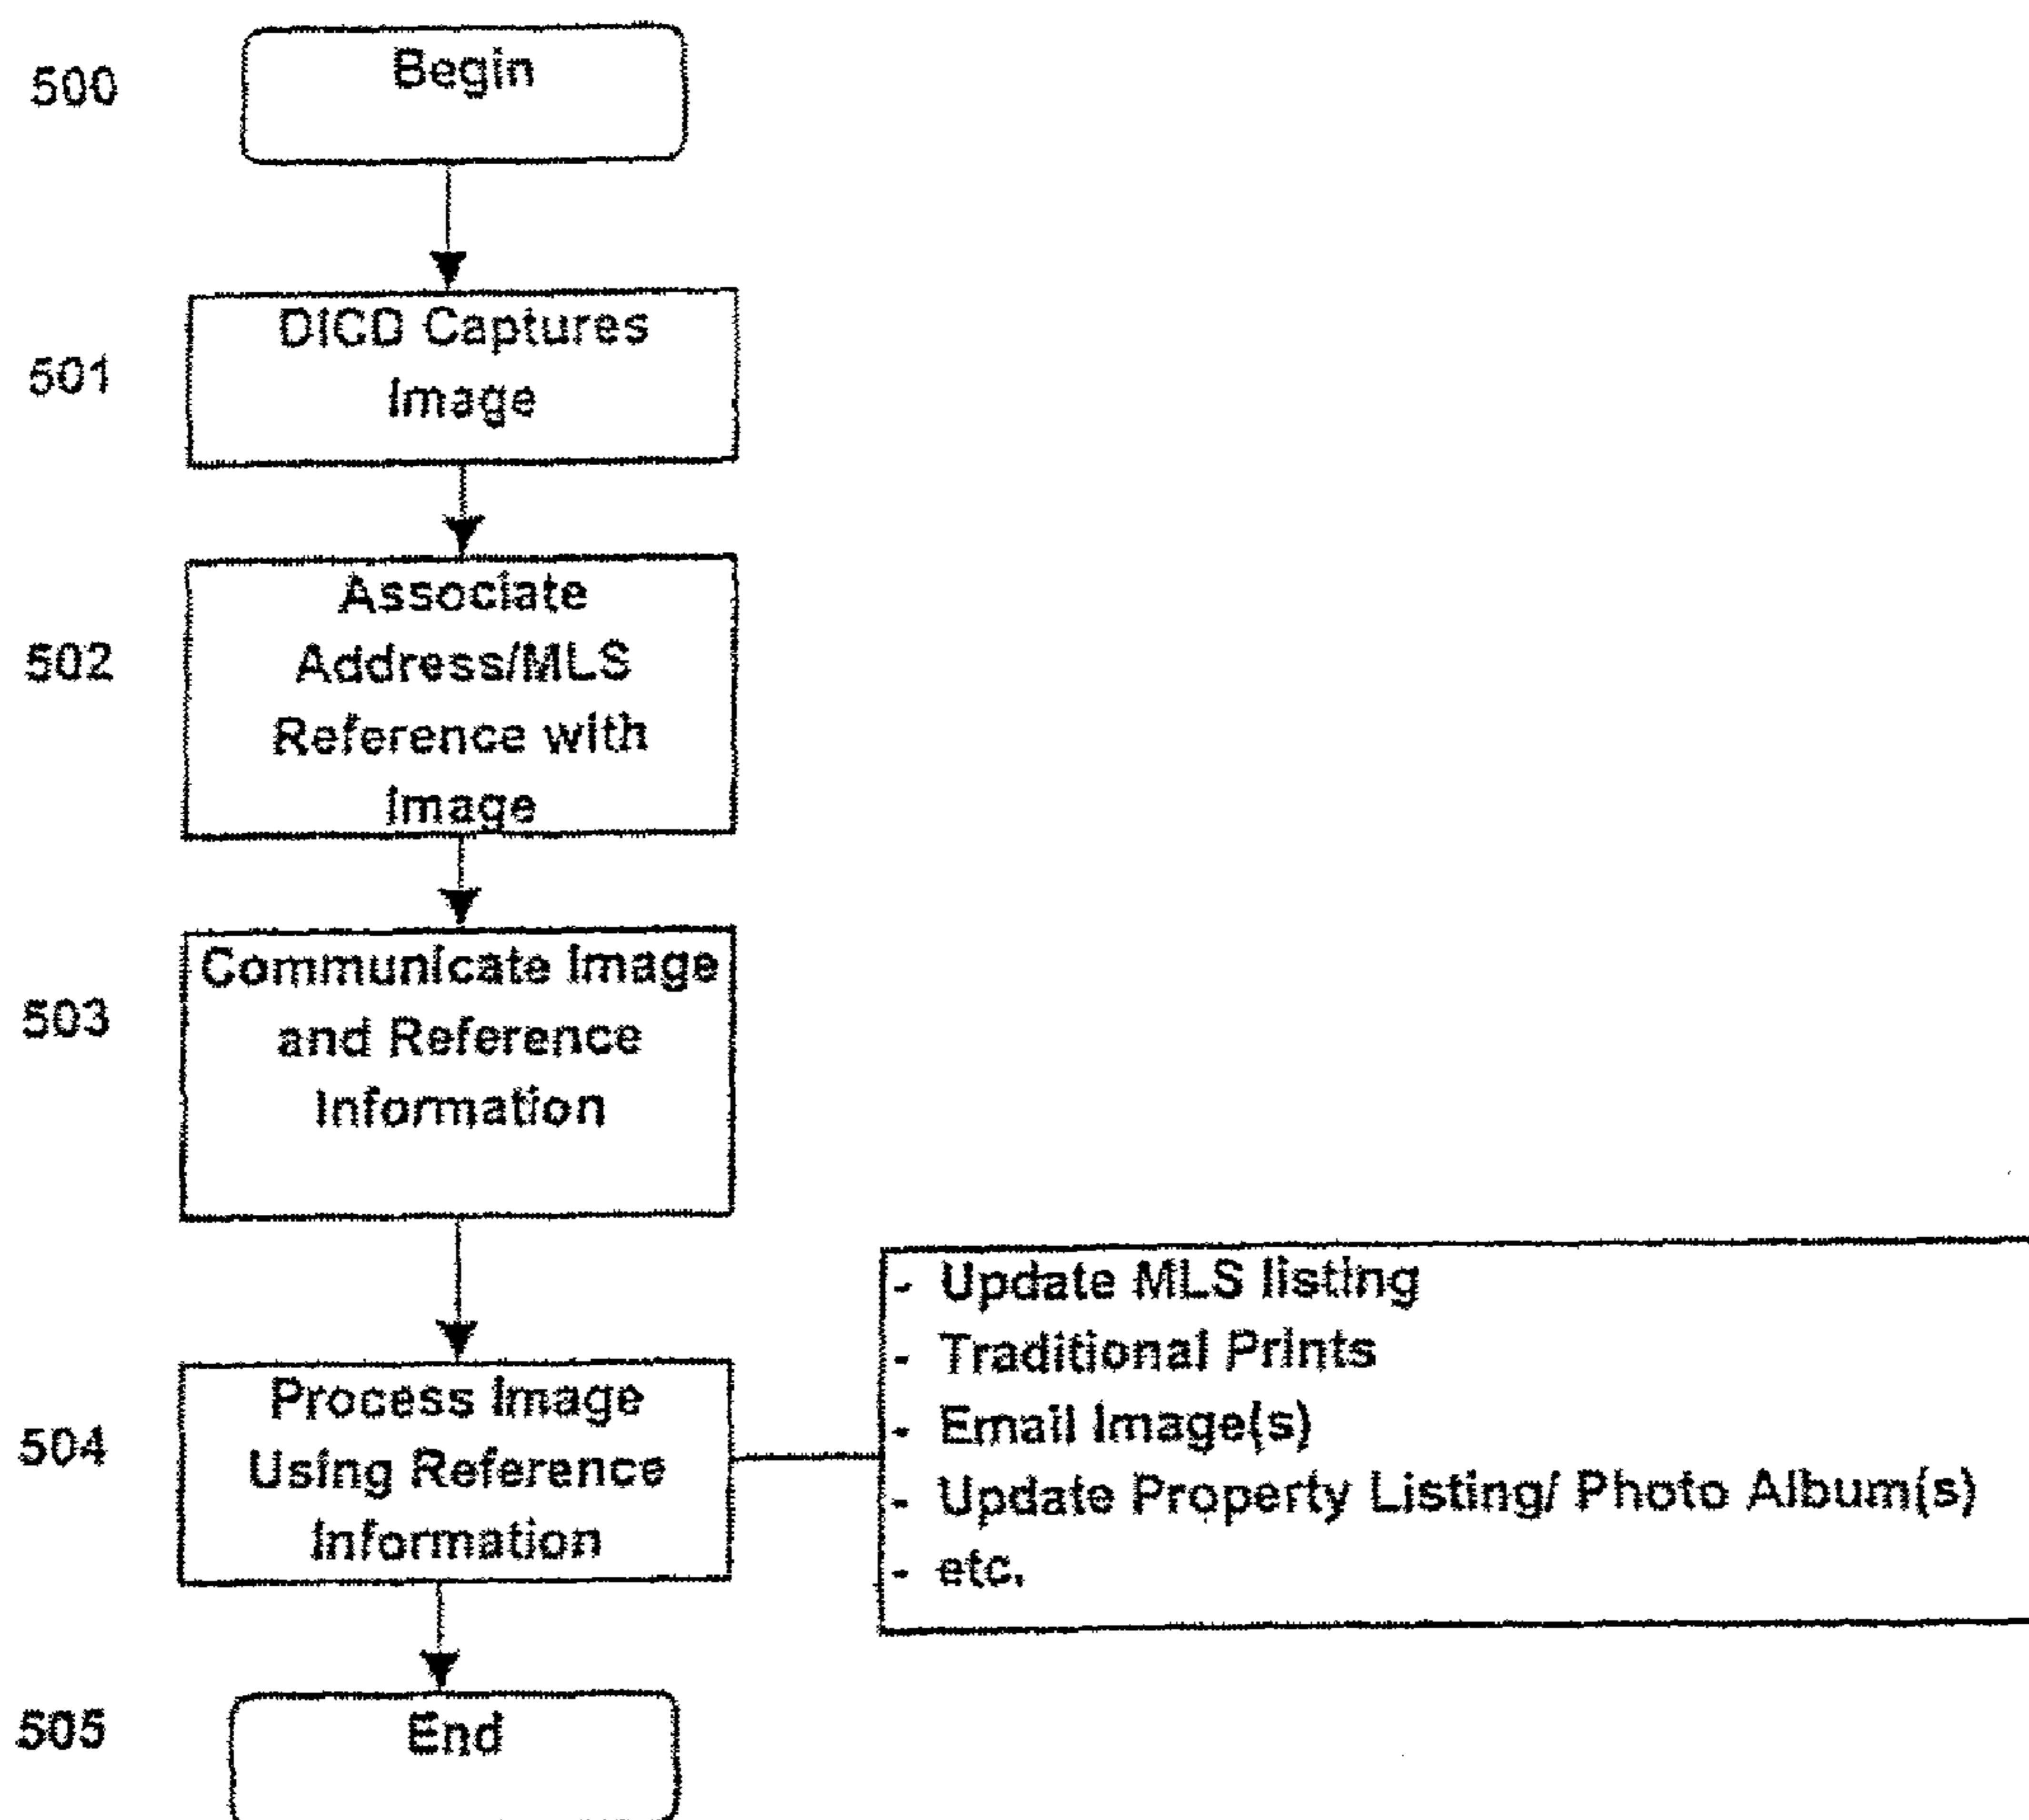 500
Begin
501
DICD Captures
Image
502
Associate
Address/MLS
Reference with
Image
503
Communicate Image
and Reference
Information
504
Process Image
Using Reference
Information
- Update MLS listing
- Traditional Prints
- Email Image(s)
- Update Property Listing/ Photo Album(s)
- etc.
505
End